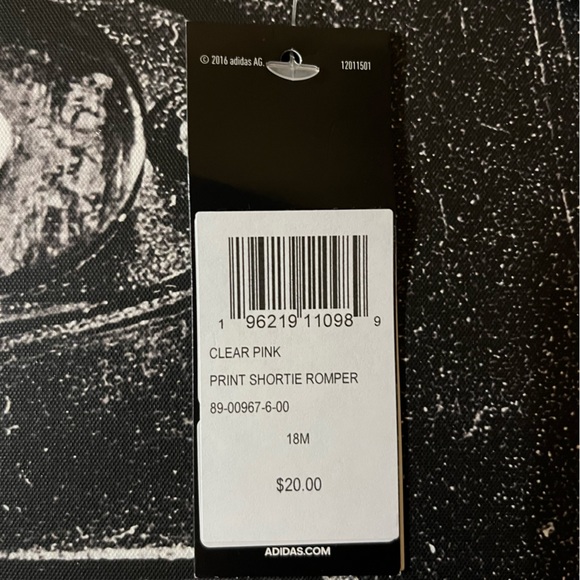 © 2016 adidas AG. 12011501
1 96219 11098 9
CLEAR PINK
PRINT SHORTIE ROMPER
89-00967-6-00
18M
$20.00
ADIDAS.COM